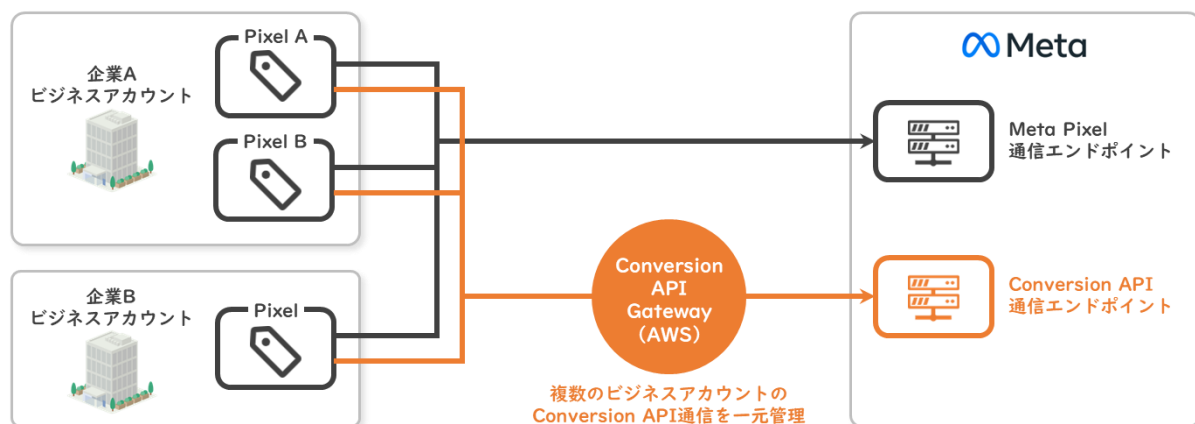 企業A
ビジネスアカウント
Pixel A
Pixel B
企業B
ビジネスアカウント
Pixel
Conversion
API
Gateway
（AWS）
複数のビジネスアカウントの
Conversion API通信を一元管理
Meta
Meta Pixel
通信エンドポイント
Conversion API
通信エンドポイント